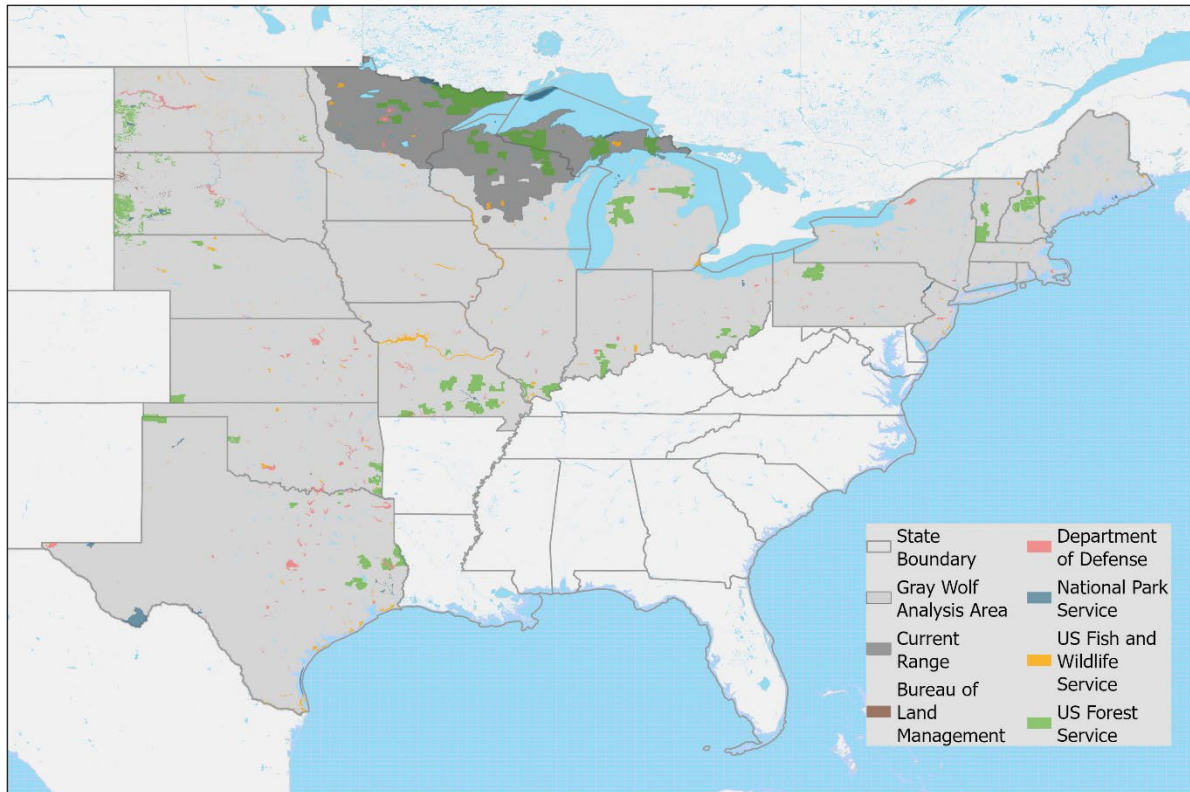 State
Boundary
Gray Wolf
Analysis Area
Current
Range
Bureau of
Land
Management
Department
of Defense
National Park
Service
US Fish and
Wildlife
Service
US Forest
Service